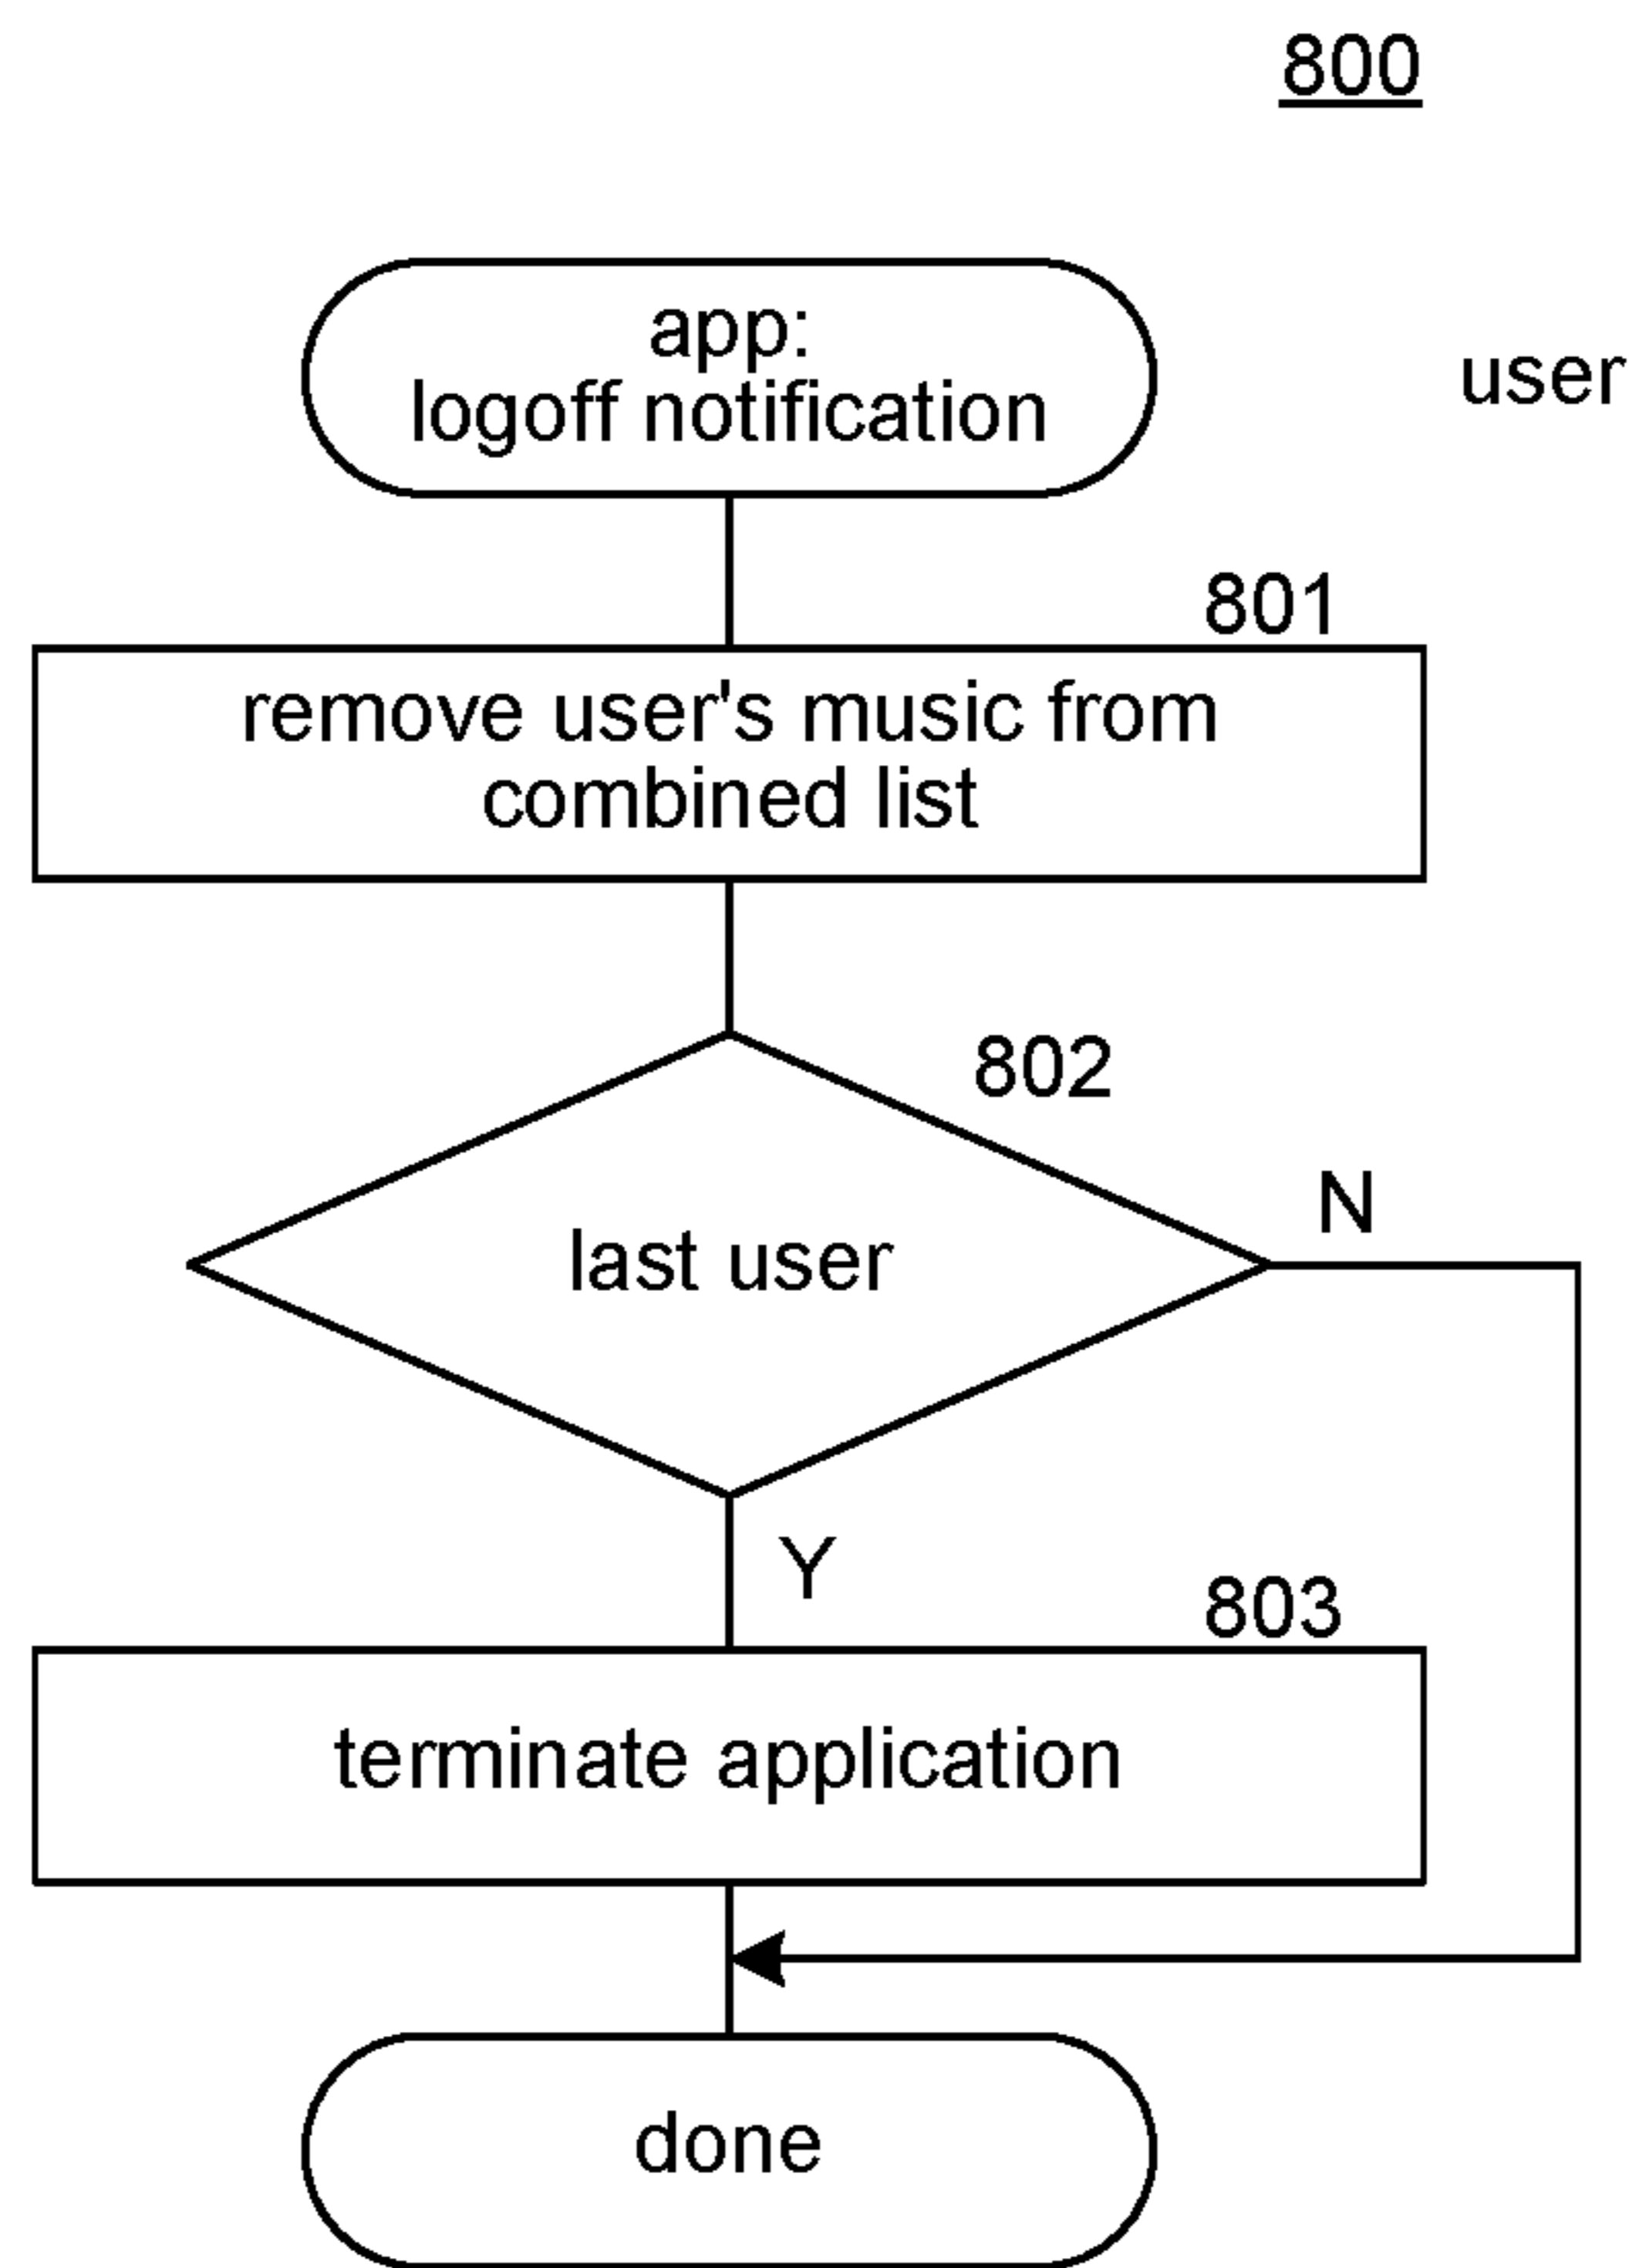 800
app:
logoff notification
user
801
remove user's music from
combined list
802
last user
N
Y
803
terminate application
done